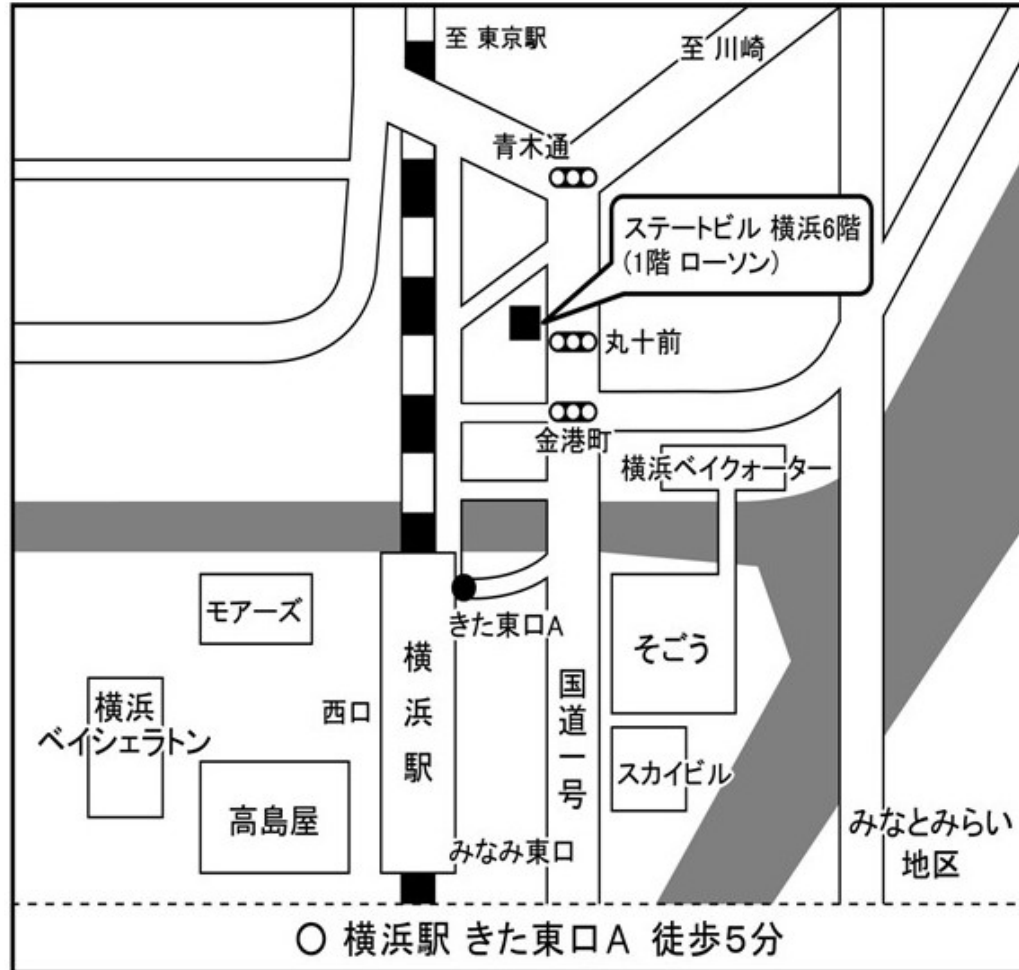 至 東京駅
至 川崎
青木通
ステートビル 横浜6階
(1階 ローソン)
丸十前
金港町
横浜ベイクォーター
モアーズ
きた東口A
そごう
横浜駅
国道一号
西口
横浜
ベイシェラトン
スカイビル
高島屋
みなみ東口
みなとみらい
地区
○ 横浜駅 きた東口A 徒歩5分